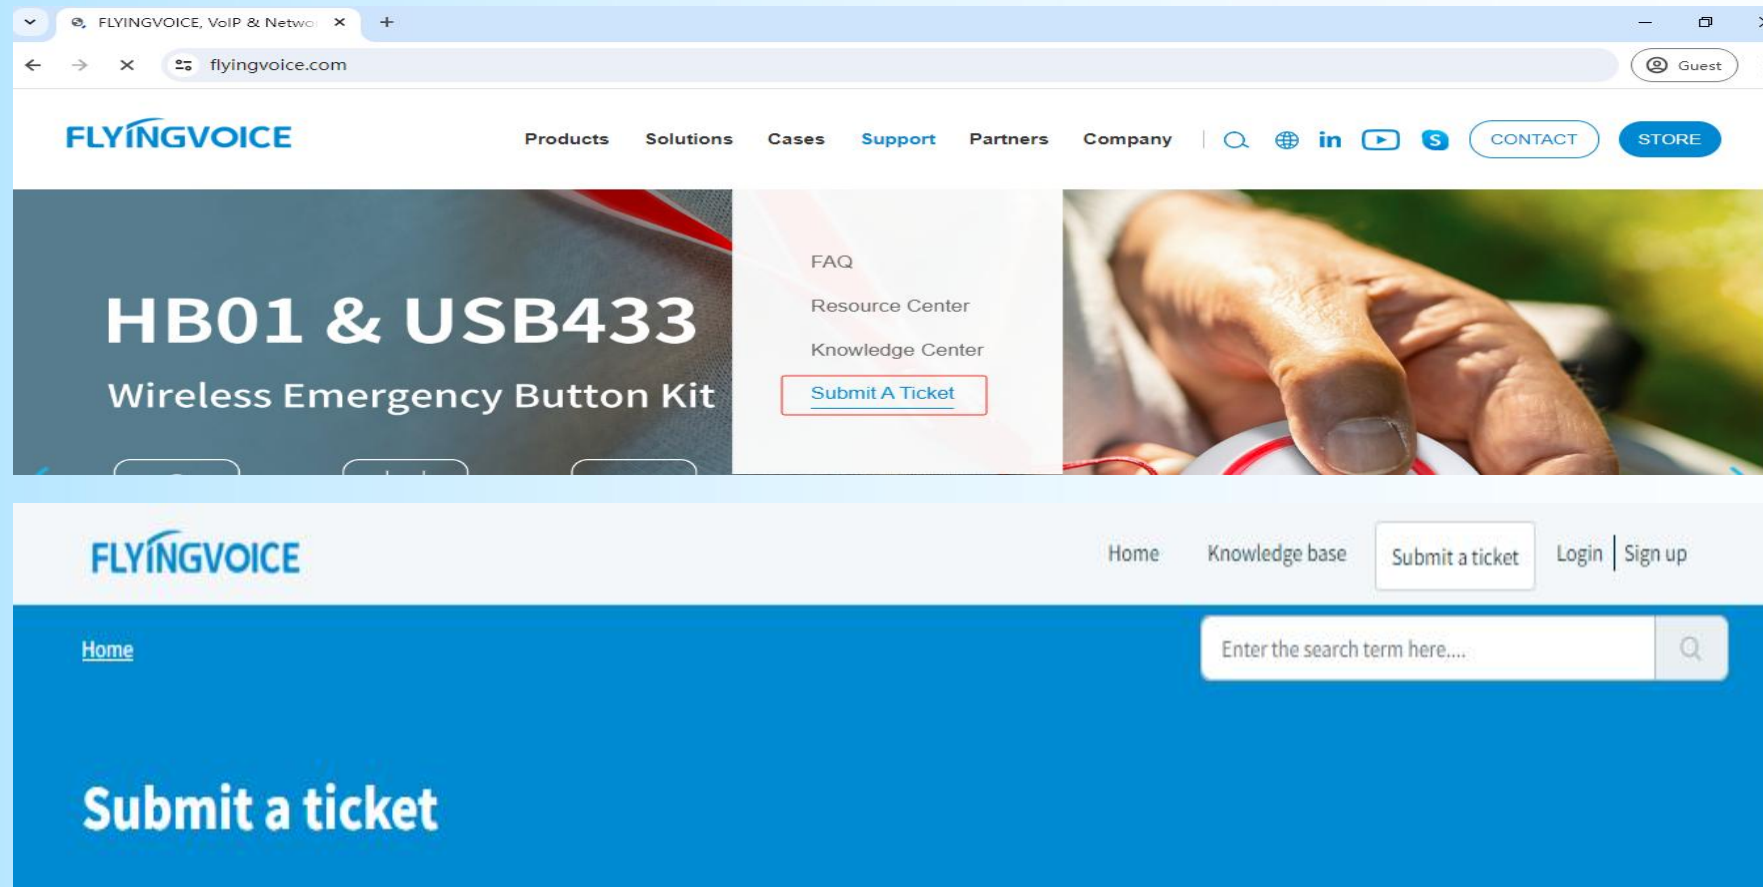 FLYINGVOICE, VoIP & Netwo
flyingvoice.com
Guest
FLYINGVOICE
Products Solutions Cases Support Partners Company in S CONTACT STORE
FAQ
Resource Center
Knowledge Center
Submit A Ticket
HB01 & USB433
Wireless Emergency Button Kit
FLYINGVOICE
Home Knowledge base Submit a ticket Login Sign up
Home
Enter the search term here....
Submit a ticket